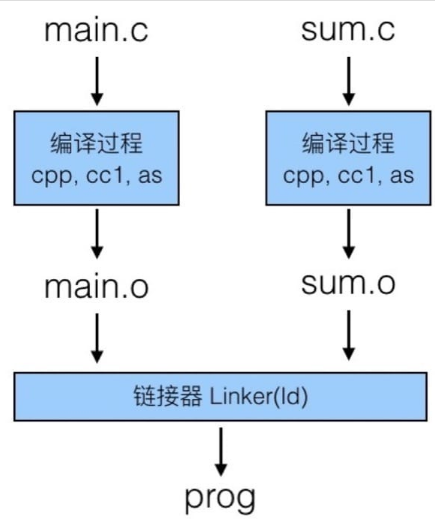 main.c
sum.c
编译过程
cpp, cc1, as
编译过程
cpp, cc1, as
main.o
sum.o
链接器 Linker(ld)
prog